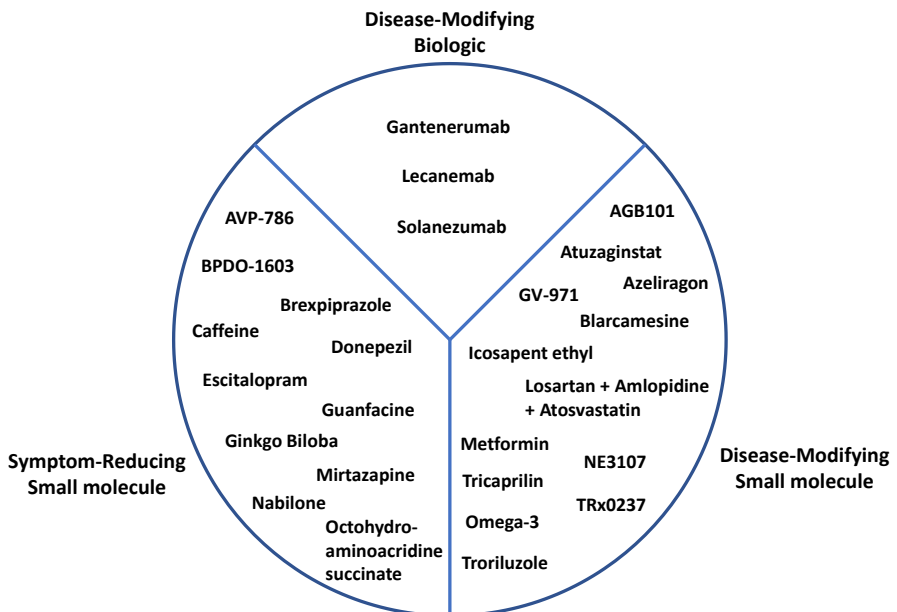 Disease-Modifying
Biologic
Gantenerumab
Lecanemab
Solanezumab
AVP-786
BPDO-1603
Brexpiprazole
Caffeine
Donepezil
Escitalopram
Guanfacine
Ginkgo Biloba
Mirtazapine
Nabilone
Octohydro-
aminoacridine
succinate
Symptom-Reducing
Small molecule
AGB101
Atuzaginstat
Azeliragon
GV-971
Blarcamesine
Icosapent ethyl
Losartan + Amlopidine
+ Atosvastatin
Metformin
NE3107
Tricaprilin
TRx0237
Omega-3
Troriluzole
Disease-Modifying
Small molecule